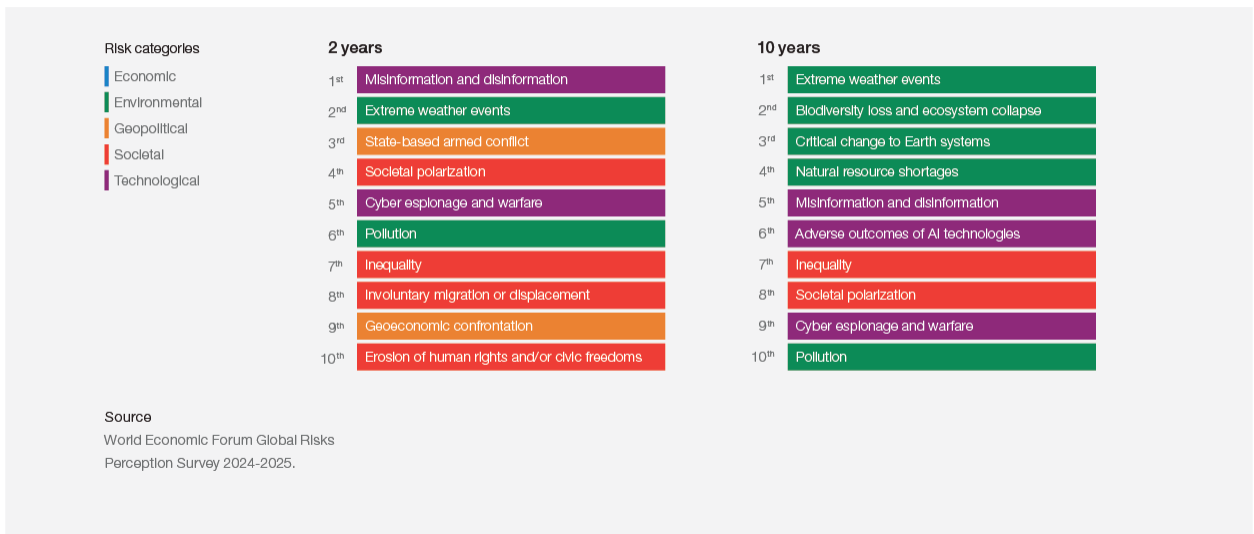 Risk categories
Economic
Environmental
Geopolitical
Societal
Technological
2 years
1st Misinformation and disinformation
2nd Extreme weather events
3rd State-based armed conflict
4th Societal polarization
5th Cyber espionage and warfare
6th Pollution
7th Inequality
8th Involuntary migration or displacement
9th Geoeconomic confrontation
10th Erosion of human rights and/or civic freedoms
10 years
1st Extreme weather events
2nd Biodiversity loss and ecosystem collapse
3rd Critical change to Earth systems
4th Natural resource shortages
5th Misinformation and disinformation
6th Adverse outcomes of AI technologies
7th Inequality
8th Societal polarization
9th Cyber espionage and warfare
10th Pollution
Source
World Economic Forum Global Risks
Perception Survey 2024-2025.